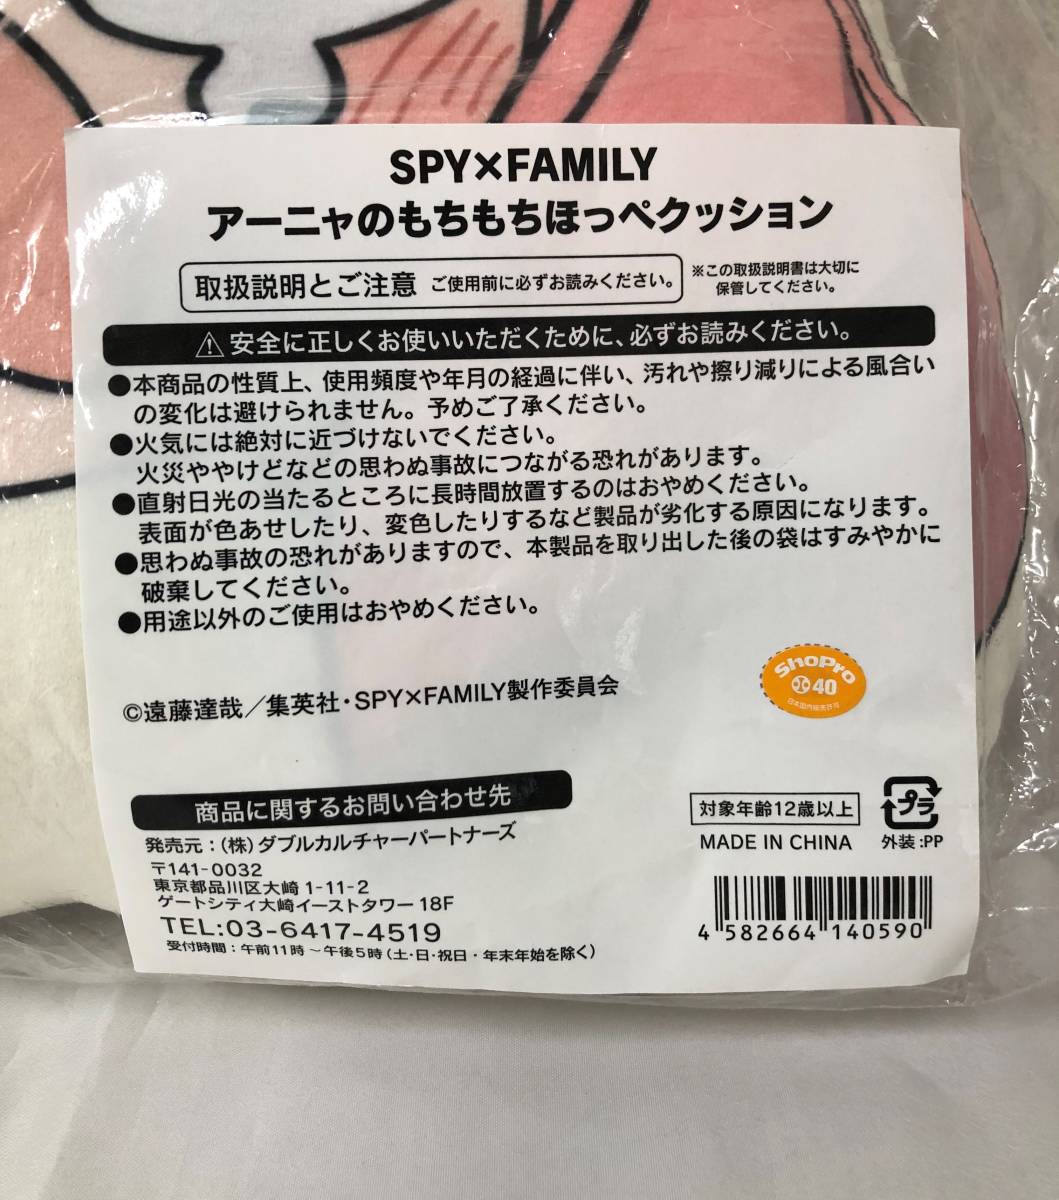 SPY×FAMILY
アーニャのもちもちほっぺクッション
取扱説明とご注意 ご使用前に必ずお読みください。
※この取扱説明書は大切に
保管してください。
⚠安全に正しくお使いいただくために、必ずお読みください。
●本商品の性質上、使用頻度や年月の経過に伴い、汚れや擦り減りによる風合い
の変化は避けられません。予めご了承ください。
●火気には絶対に近づけないでください。
火災ややけどなどの思わぬ事故につながる恐れがあります。
●直射日光の当たるところに長時間放置するのはおやめください。
表面が色あせしたり、変色したりするなど製品が劣化する原因になります。
●思わぬ事故の恐れがありますので、本製品を取り出した後の袋はすみやかに
破棄してください。
●用途以外のご使用はおやめください。
©遠藤達哉／集英社・SPY×FAMILY製作委員会
ShoPro
40
日本国内販売許可
商品に関するお問い合わせ先
発売元：(株)ダブルカルチャーパートナーズ
〒141-0032
東京都品川区大崎1-11-2
ゲートシティ大崎イーストタワー18F
TEL:03-6417-4519
受付時間：午前11時～午後5時(土・日・祝日・年末年始を除く)
対象年齢12歳以上
MADE IN CHINA
プラ
外装:PP
4 582664 140590